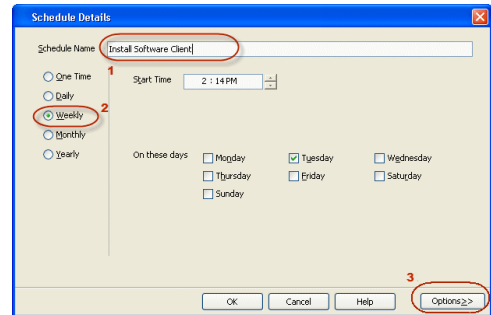 Schedule Details
Schedule Name Install Software Client
1
One Time Start Time 2 : 14 PM
Daily
2
Weekly
Monthly
Yearly On these days Monday Tuesday Wednesday
Thursday Friday Saturday
Sunday
3
OK Cancel Help Options>>